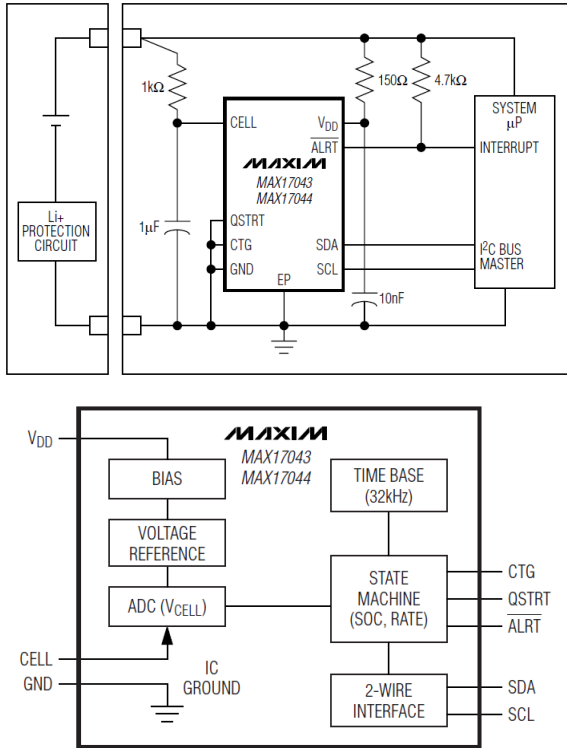 1kΩ
150Ω
4.7kΩ
SYSTEM
μP
CELL
VDD
ALRT
INTERRUPT
MAXIM
MAX17043
MAX17044
Li+
PROTECTION
CIRCUIT
1μF
QSTRT
CTG
GND
SDA
SCL
I²C BUS
MASTER
EP
10nF
VDD
MAXIM
MAX17043
MAX17044
BIAS
TIME BASE
(32kHz)
VOLTAGE
REFERENCE
ADC (VCELL)
STATE
MACHINE
(SOC, RATE)
CTG
QSTRT
ALRT
CELL
GND
IC
GROUND
2-WIRE
INTERFACE
SDA
SCL